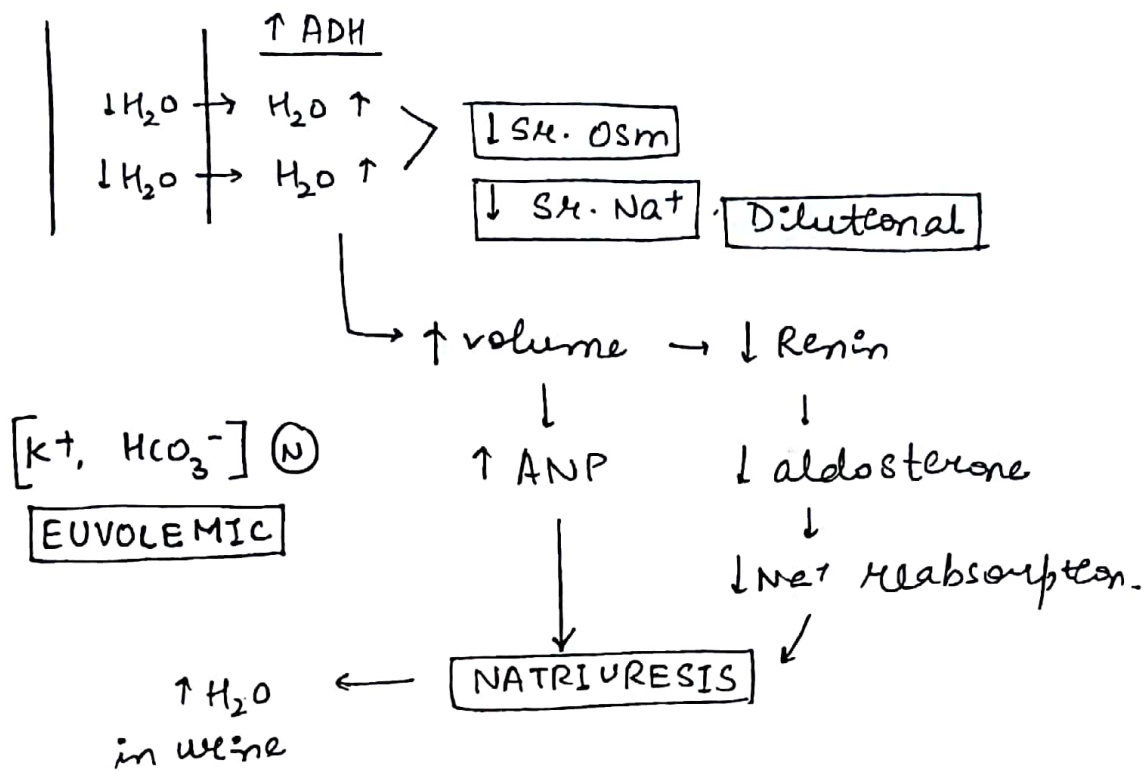 ↑ ADH
↓H₂O → H₂O ↑
↓H₂O → H₂O ↑
↓ Sr. Osm
↓ Sr. Na+ . Dilutional
↑ volume → ↓ Renin
↓ ↓
[K+, HCO₃⁻] Ⓝ ↑ ANP ↓ aldosterone
EUVOLEMIC ↓
↓Na+ reabsorption.
NATRIURESIS
↑ H₂O ←
in urine